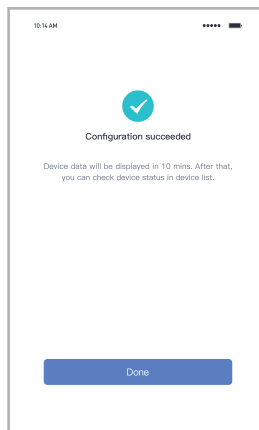 10:14 AM
Configuration succeeded
Device data will be displayed in 10 mins. After that,
you can check device status in device list.
Done